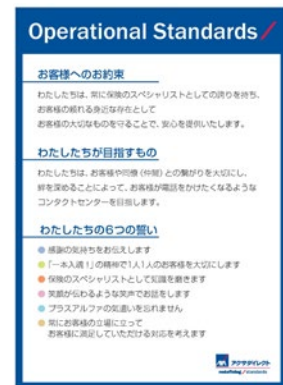 Operational Standards
お客様へのお約束
わたしたちは、常に保険のスペシャリストとしての誇りを持ち、
お客様の頼れる身近な存在として
お客様の大切なものを守ることで、安心を提供いたします。
わたしたちが目指すもの
わたしたちは、お客様や同僚(仲間)との繋がりを大切にし、
絆を深めることによって、お客様が電話をかけたくなるような
コンタクトセンターを目指します。
わたしたちの6つの誓い
感謝の気持ちをお伝えします
「一本入魂!」の精神で1人1人のお客様を大切にします
保険のスペシャリストとして知識を磨きます
笑顔が伝わるような笑声でお話をします
プラスアルファの気遣いを忘れません
常にお客様の立場に立って
お客様に満足していただける対応を考えます
AXA アクサダイレクト
redefining / standards